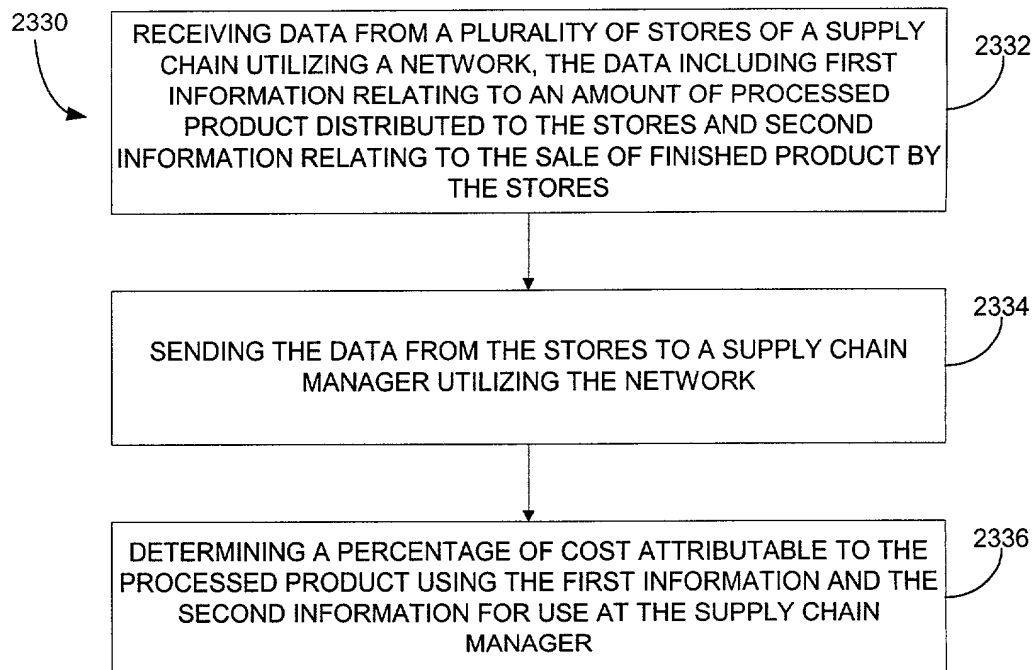 2330
RECEIVING DATA FROM A PLURALITY OF STORES OF A SUPPLY
CHAIN UTILIZING A NETWORK, THE DATA INCLUDING FIRST
INFORMATION RELATING TO AN AMOUNT OF PROCESSED
PRODUCT DISTRIBUTED TO THE STORES AND SECOND
INFORMATION RELATING TO THE SALE OF FINISHED PRODUCT BY
THE STORES
2332
SENDING THE DATA FROM THE STORES TO A SUPPLY CHAIN
MANAGER UTILIZING THE NETWORK
2334
DETERMINING A PERCENTAGE OF COST ATTRIBUTABLE TO THE
PROCESSED PRODUCT USING THE FIRST INFORMATION AND THE
SECOND INFORMATION FOR USE AT THE SUPPLY CHAIN
MANAGER
2336